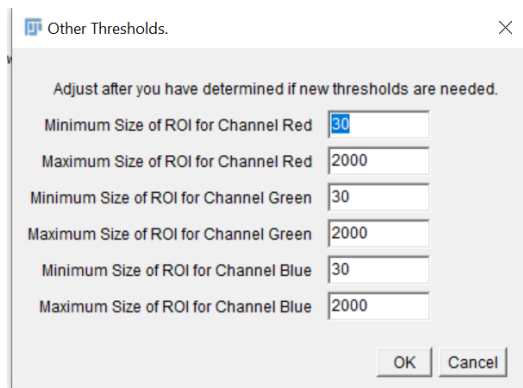 Other Thresholds.
Adjust after you have determined if new thresholds are needed.
Minimum Size of ROI for Channel Red 30
Maximum Size of ROI for Channel Red 2000
Minimum Size of ROI for Channel Green 30
Maximum Size of ROI for Channel Green 2000
Minimum Size of ROI for Channel Blue 30
Maximum Size of ROI for Channel Blue 2000
OK Cancel